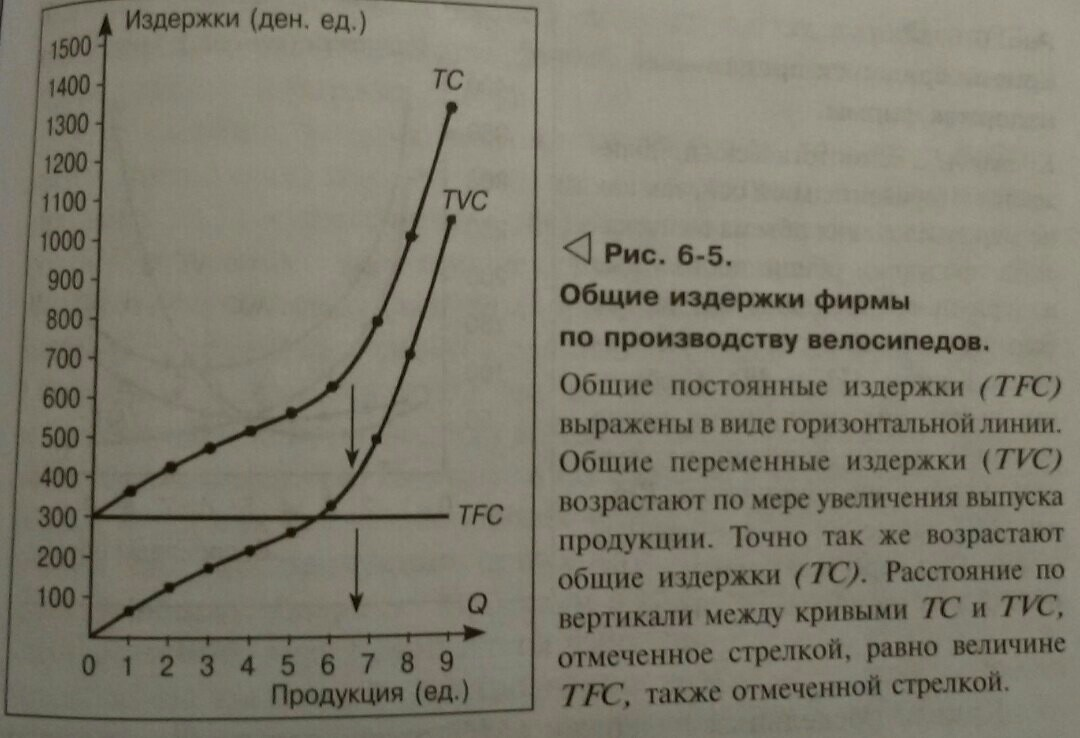 Издержки (ден. ед.)
1500
1400
1300
1200
1100
1000
900
800
700
600
500
400
300
200
100
TC
TVC
TFC
Q
0 1 2 3 4 5 6 7 8 9
Продукция (ед.)
Рис. 6-5.
Общие издержки фирмы
по производству велосипедов.
Общие постоянные издержки (TFC)
выражены в виде горизонтальной линии.
Общие переменные издержки (TVC)
возрастают по мере увеличения выпуска
продукции. Точно так же возрастают
общие издержки (TC). Расстояние по
вертикали между кривыми TC и TVC,
отмеченное стрелкой, равно величине
TFC, также отмеченной стрелкой.